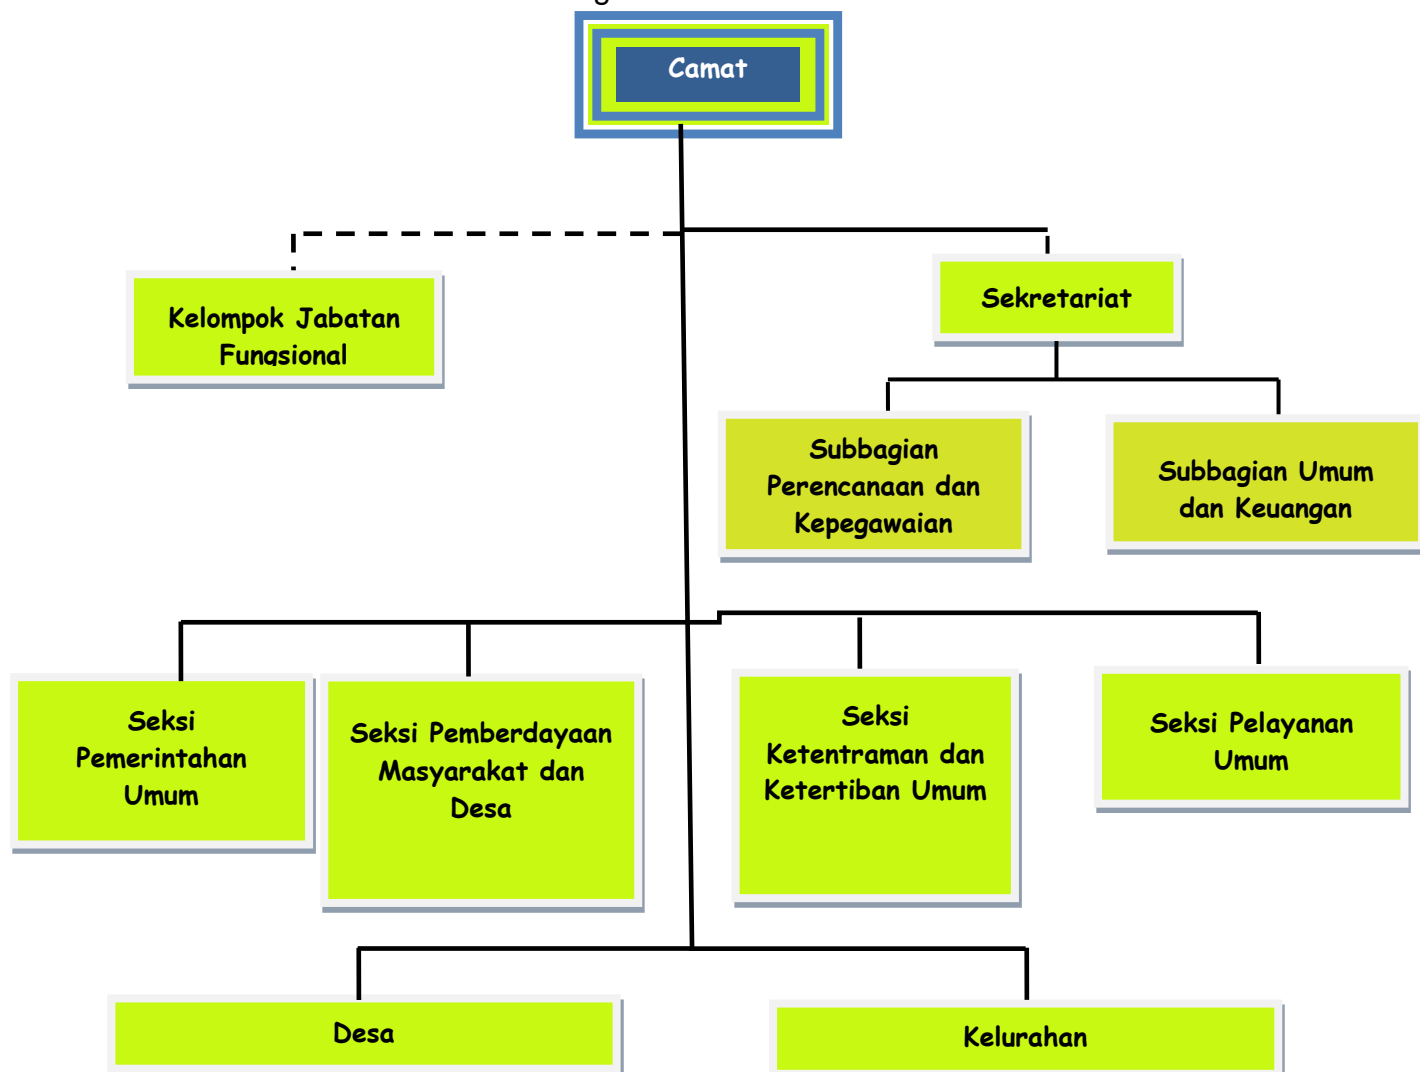 Camat
Kelompok Jabatan
Fungsional
Sekretariat
Subbagian
Perencanaan dan
Kepegawaian
Subbagian Umum
dan Keuangan
Seksi
Pemerintahan
Umum
Seksi Pemberdayaan
Masyarakat dan
Desa
Seksi
Ketentraman dan
Ketertiban Umum
Seksi Pelayanan
Umum
Desa
Kelurahan